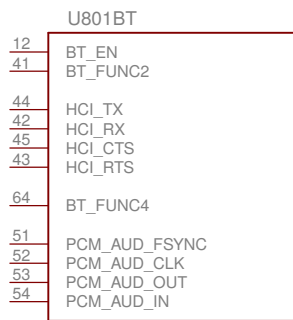 U801BT
12 BT_EN
41 BT_FUNC2
44 HCI_TX
42 HCI_RX
45 HCI_CTS
43 HCI_RTS
64 BT_FUNC4
51 PCM_AUD_FSYNC
52 PCM_AUD_CLK
53 PCM_AUD_OUT
54 PCM_AUD_IN